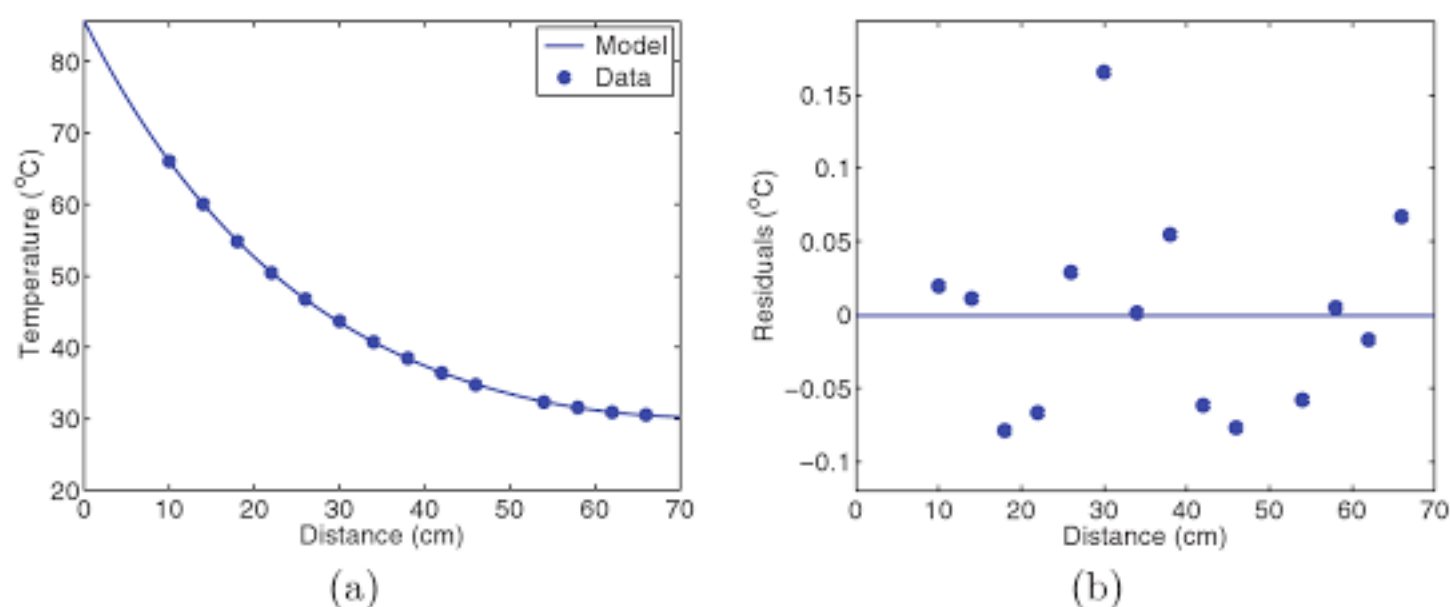 80
70
60
50
40
30
20
0 10 20 30 40 50 60 70
Temperature (°C)
Distance (cm)
Model
Data
(a)
0.15
0.1
0.05
0
−0.05
−0.1
0 10 20 30 40 50 60 70
Residuals (°C)
Distance (cm)
(b)